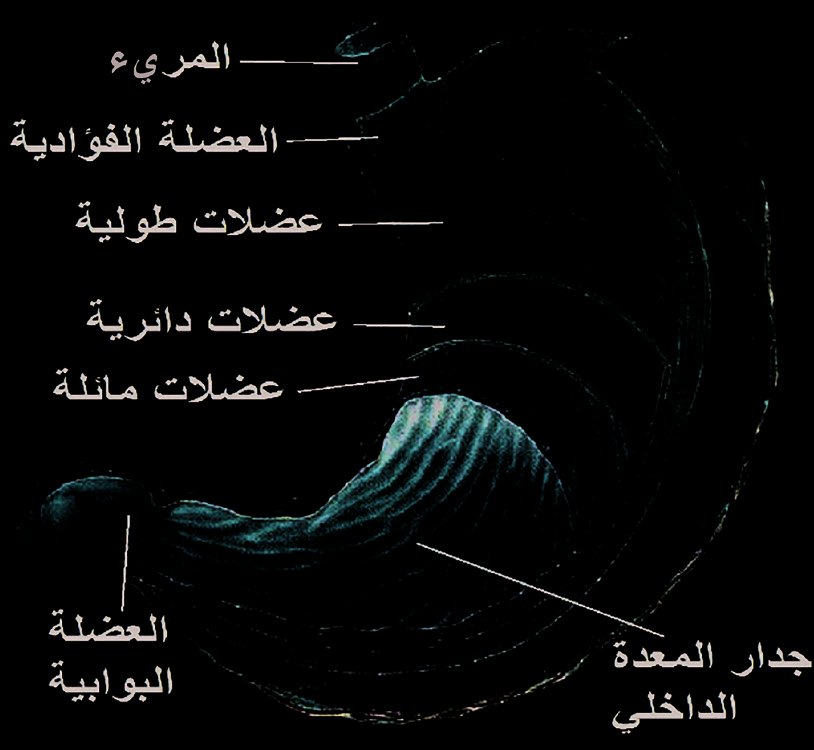 المريء
العضلة الفؤادية
عضلات طولية
عضلات دائرية
عضلات مائلة
العضلة
البوابية
جدار المعدة
الداخلي